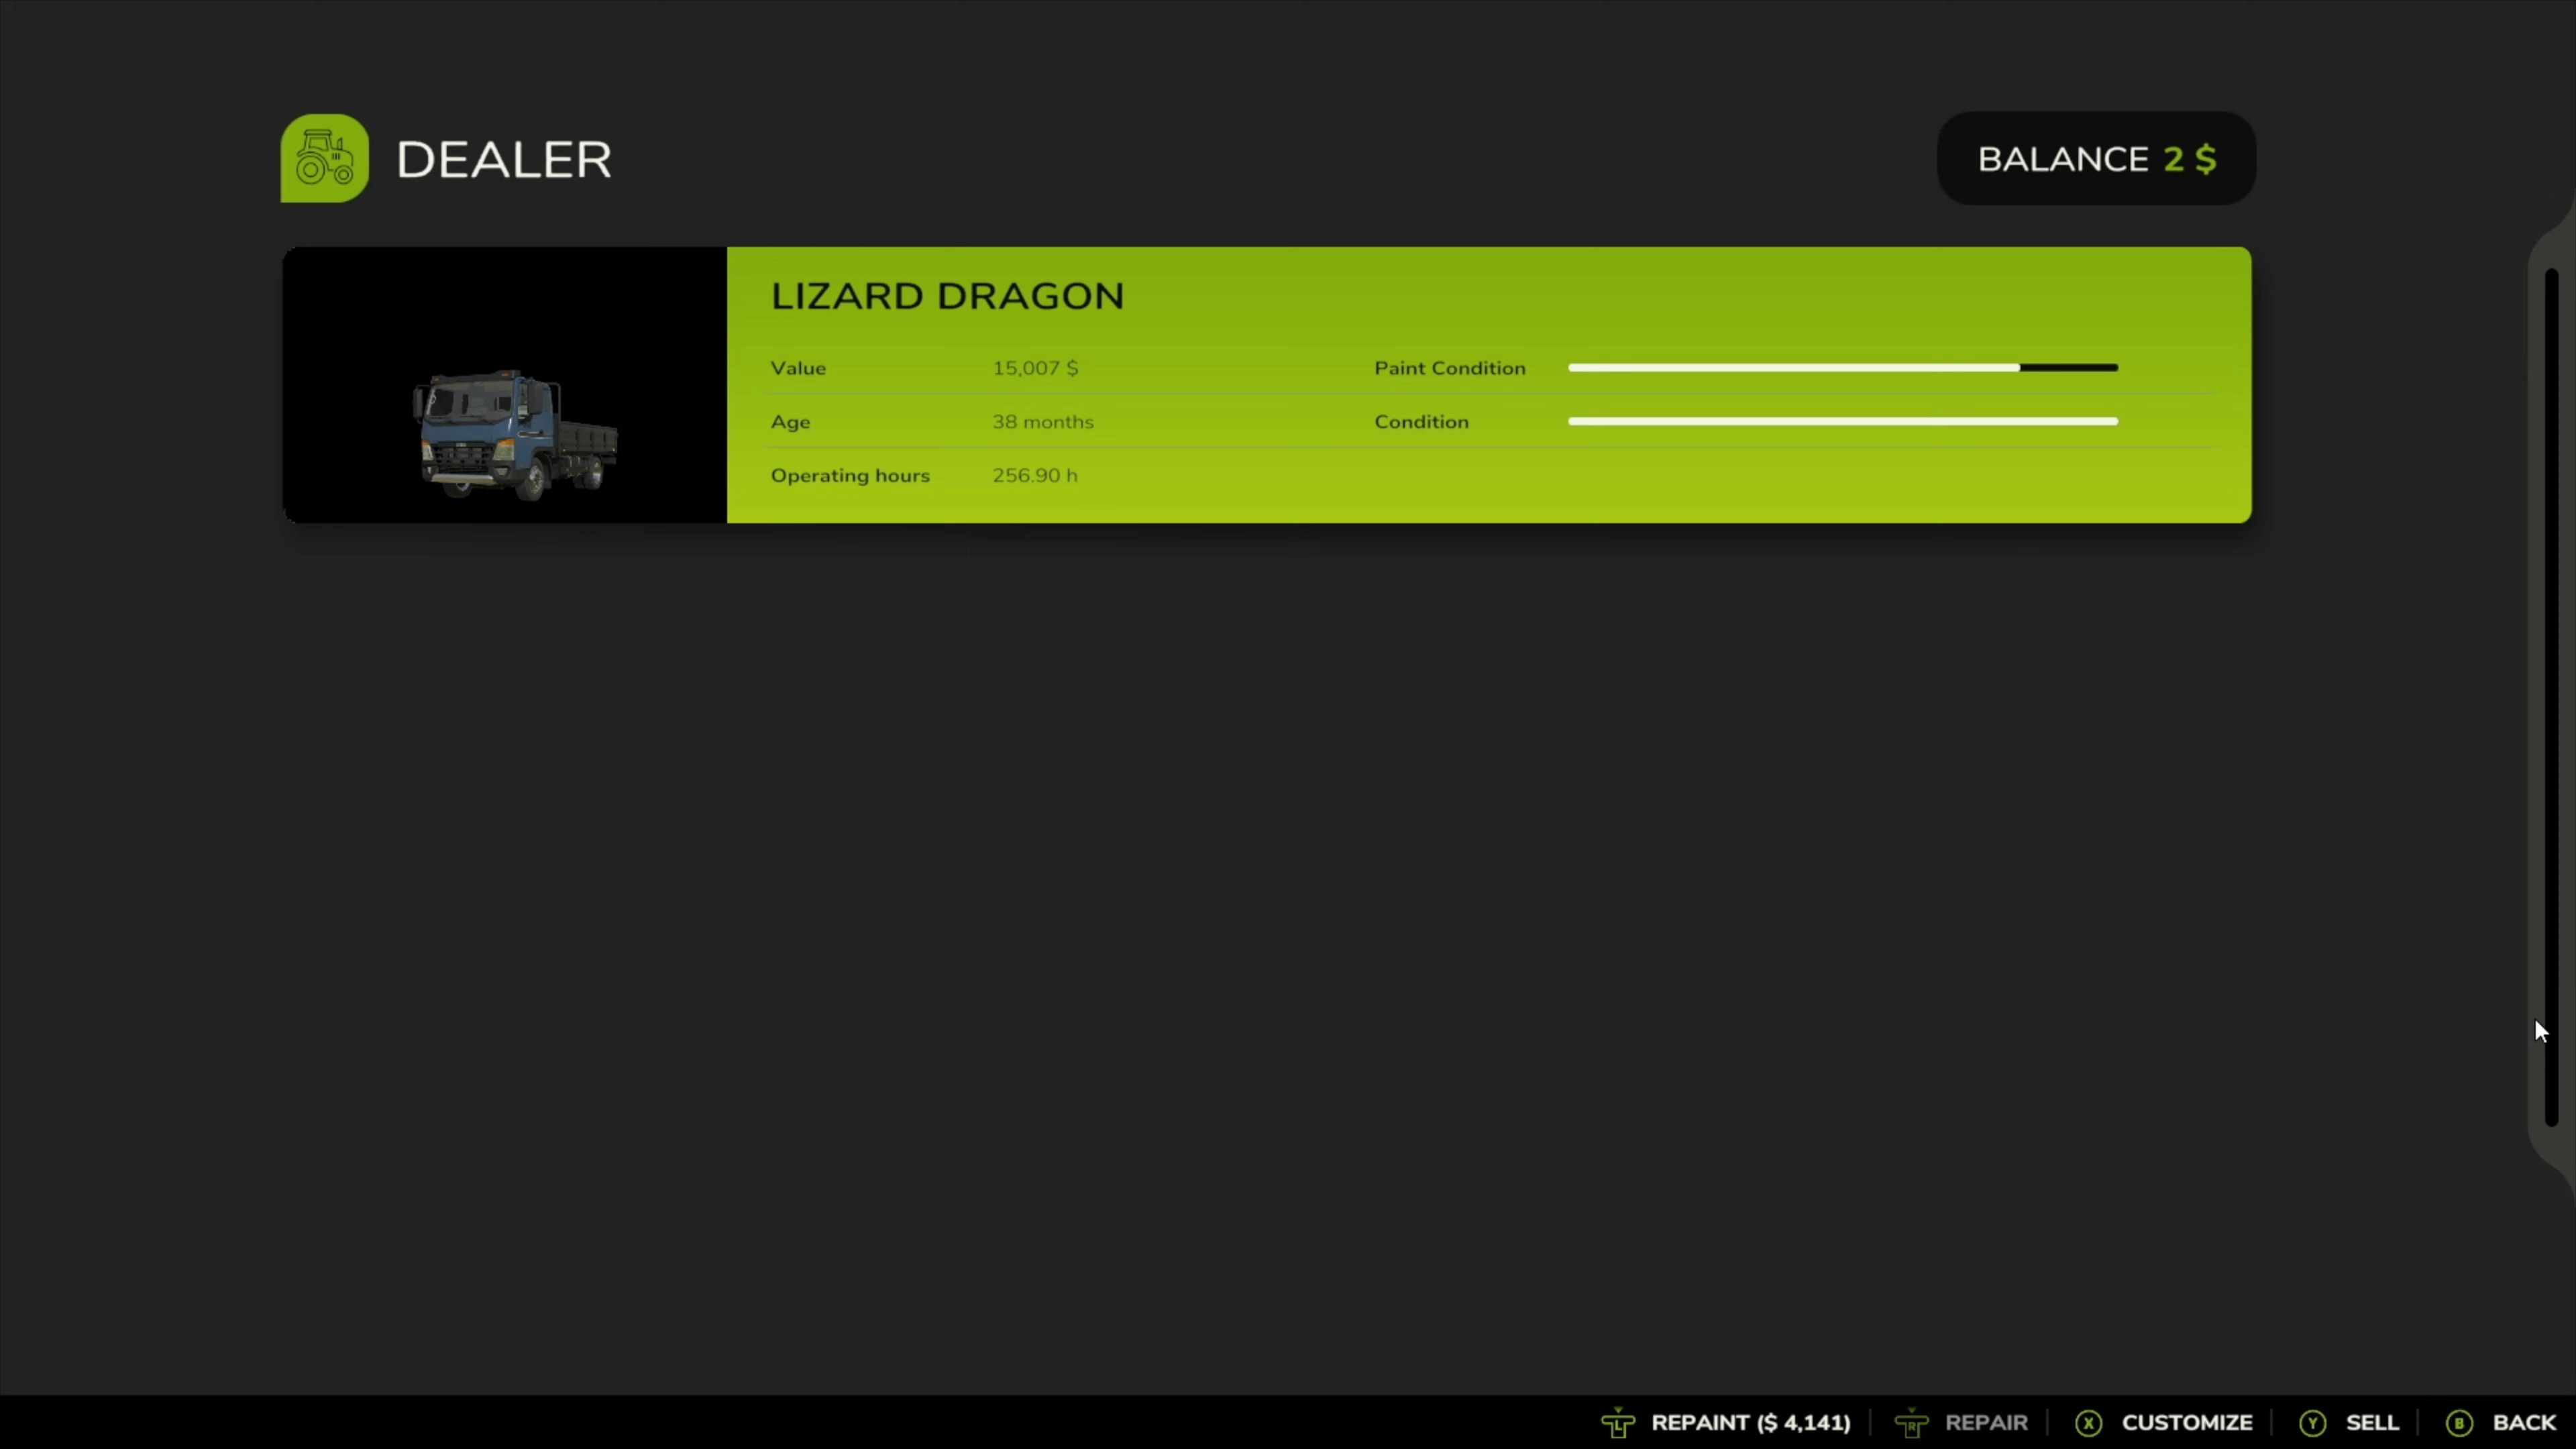 DEALER
BALANCE 2 $
LIZARD DRAGON
Value 15,007 $ Paint Condition
Age 38 months Condition
Operating hours 256.90 h
L REPAINT ($ 4,141) R REPAIR X CUSTOMIZE Y SELL B BACK